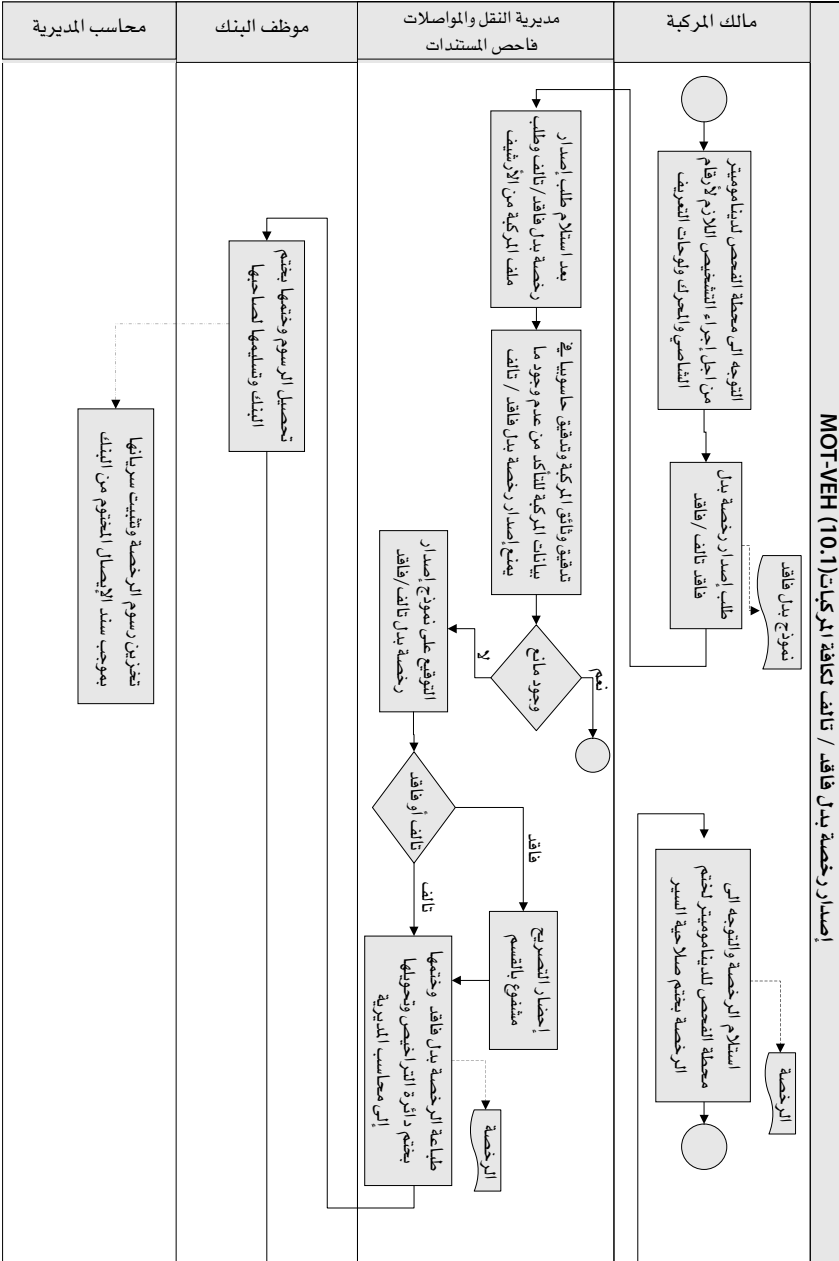 إصدار رخصة بدل فاقد / تالف لكافة المركبات MOT-VEH (10.1)
مالك المركبة
مديرية النقل والمواصلات
فاحص المستندات
موظف البنك
محاسب المديرية
التوجه الى محطة الفحص لديناموميتر
من اجل إجراء التشخيص اللازم لأرقام
الشاصي والمحرك ولوحات التعريف
طلب إصدار رخصة بدل
فاقد تالف /فاقد
نموذج بدل فاقد
بعد استلام طلب إصدار
رخصة بدل فاقد/تالف وطلب
ملف المركبة من الأرشيف
تدقيق وثائق المركبة وتدقيق حاسوبيا في
بيانات المركبة للتأكد من عدم وجود ما
يمنع إصدار رخصة بدل فاقد / تالف
وجود مانع
نعم
لا
التوقيع على نموذج إصدار
رخصة بدل تالف/فاقد
تالف أو فاقد
فاقد
تالف
إحضار التصريح
مشفوع بالقسم
طباعة الرخصة بدل فاقد وختمها
بختم دائرة التراخيص وتحويلها
إلى محاسب المديرية
الرخصة
تحصيل الرسوم وختمها بختم
البنك وتسليمها لصاحبها
تخزين رسوم الرخصة وتثبيت سريانها
بموجب سند الإيصال المختوم من البنك
استلام الرخصة والتوجه الى
محطة الفحص للديناموميتر لختم
الرخصة بختم صلاحية السير
الرخصة